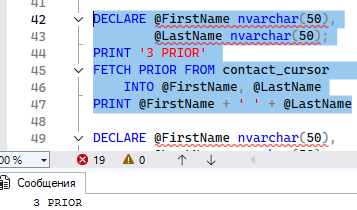 42 DECLARE @FirstName nvarchar(50),
43 @LastName nvarchar(50);
44 PRINT '3 PRIOR'
45 FETCH PRIOR FROM contact_cursor
46 INTO @FirstName, @LastName
47 PRINT @FirstName + ' ' + @LastName
48
49 DECLARE @FirstName nvarchar(50),
00 % 19 0
Сообщения
3 PRIOR